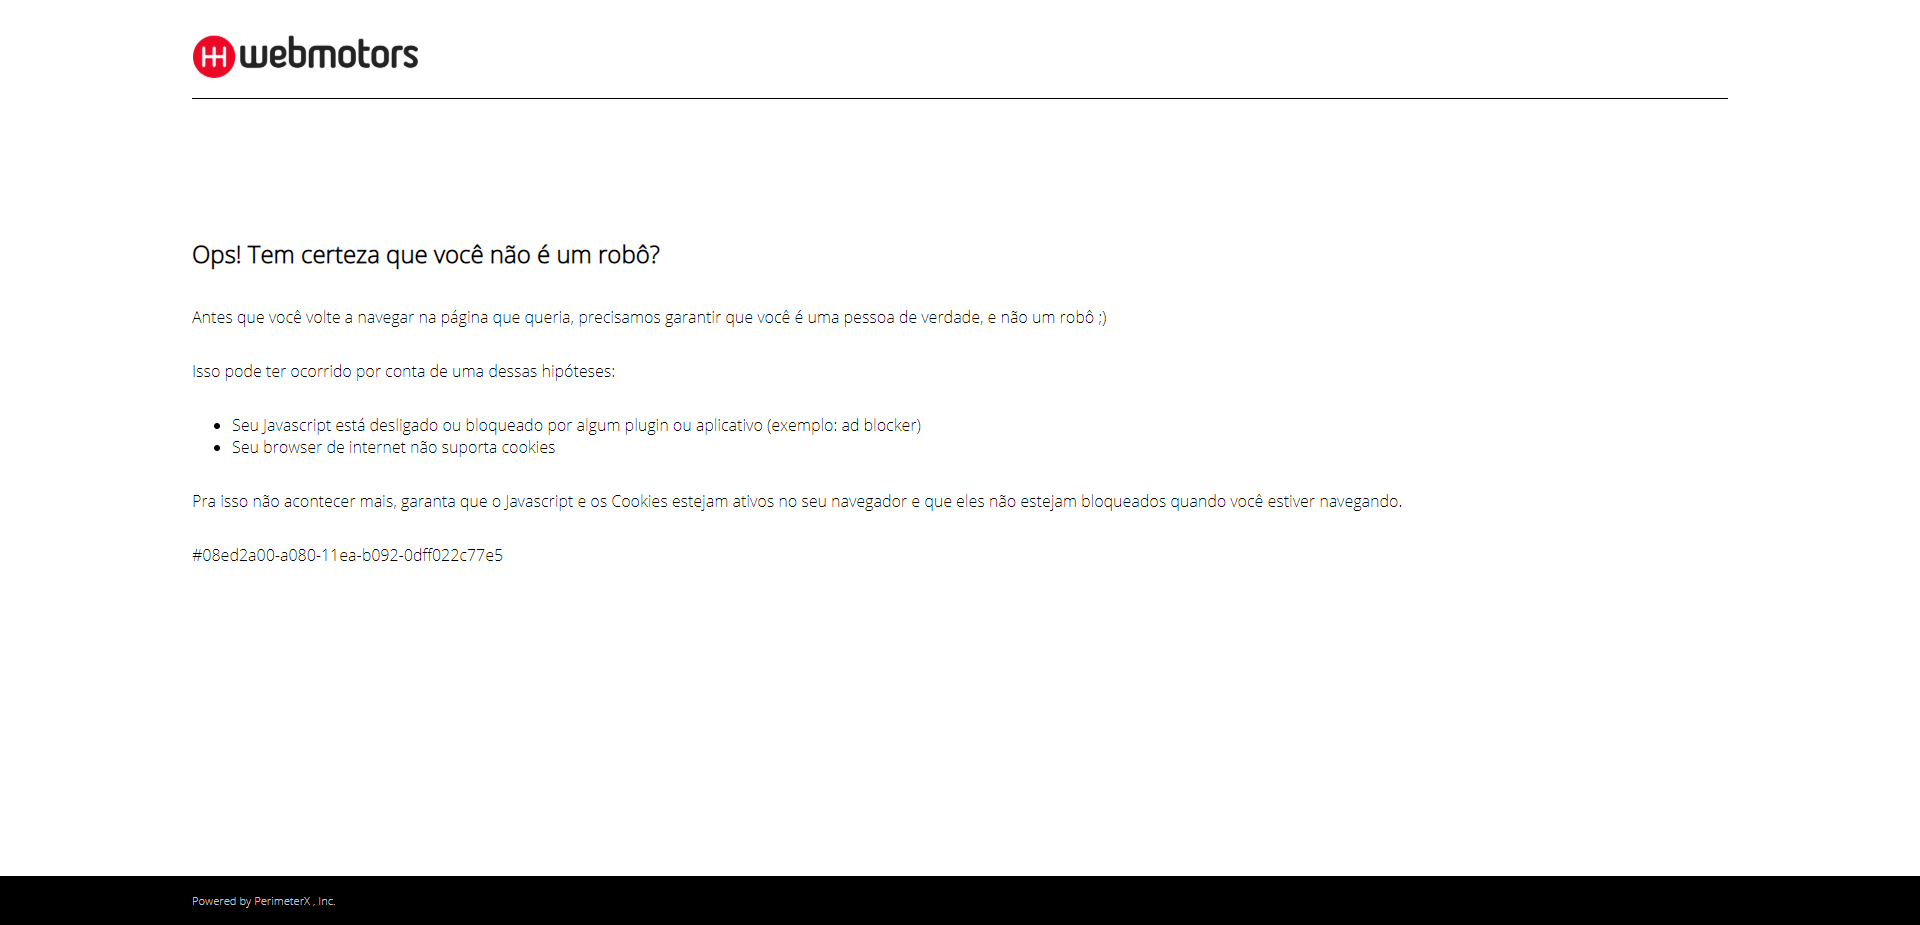 webmotors
Ops! Tem certeza que você não é um robô?
Antes que você volte a navegar na página que queria, precisamos garantir que você é uma pessoa de verdade, e não um robô ;)
Isso pode ter ocorrido por conta de uma dessas hipóteses:
Seu Javascript está desligado ou bloqueado por algum plugin ou aplicativo (exemplo: ad blocker)
Seu browser de internet não suporta cookies
Pra isso não acontecer mais, garanta que o Javascript e os Cookies estejam ativos no seu navegador e que eles não estejam bloqueados quando você estiver navegando.
#08ed2a00-a080-11ea-b092-0dff022c77e5
Powered by PerimeterX , Inc.